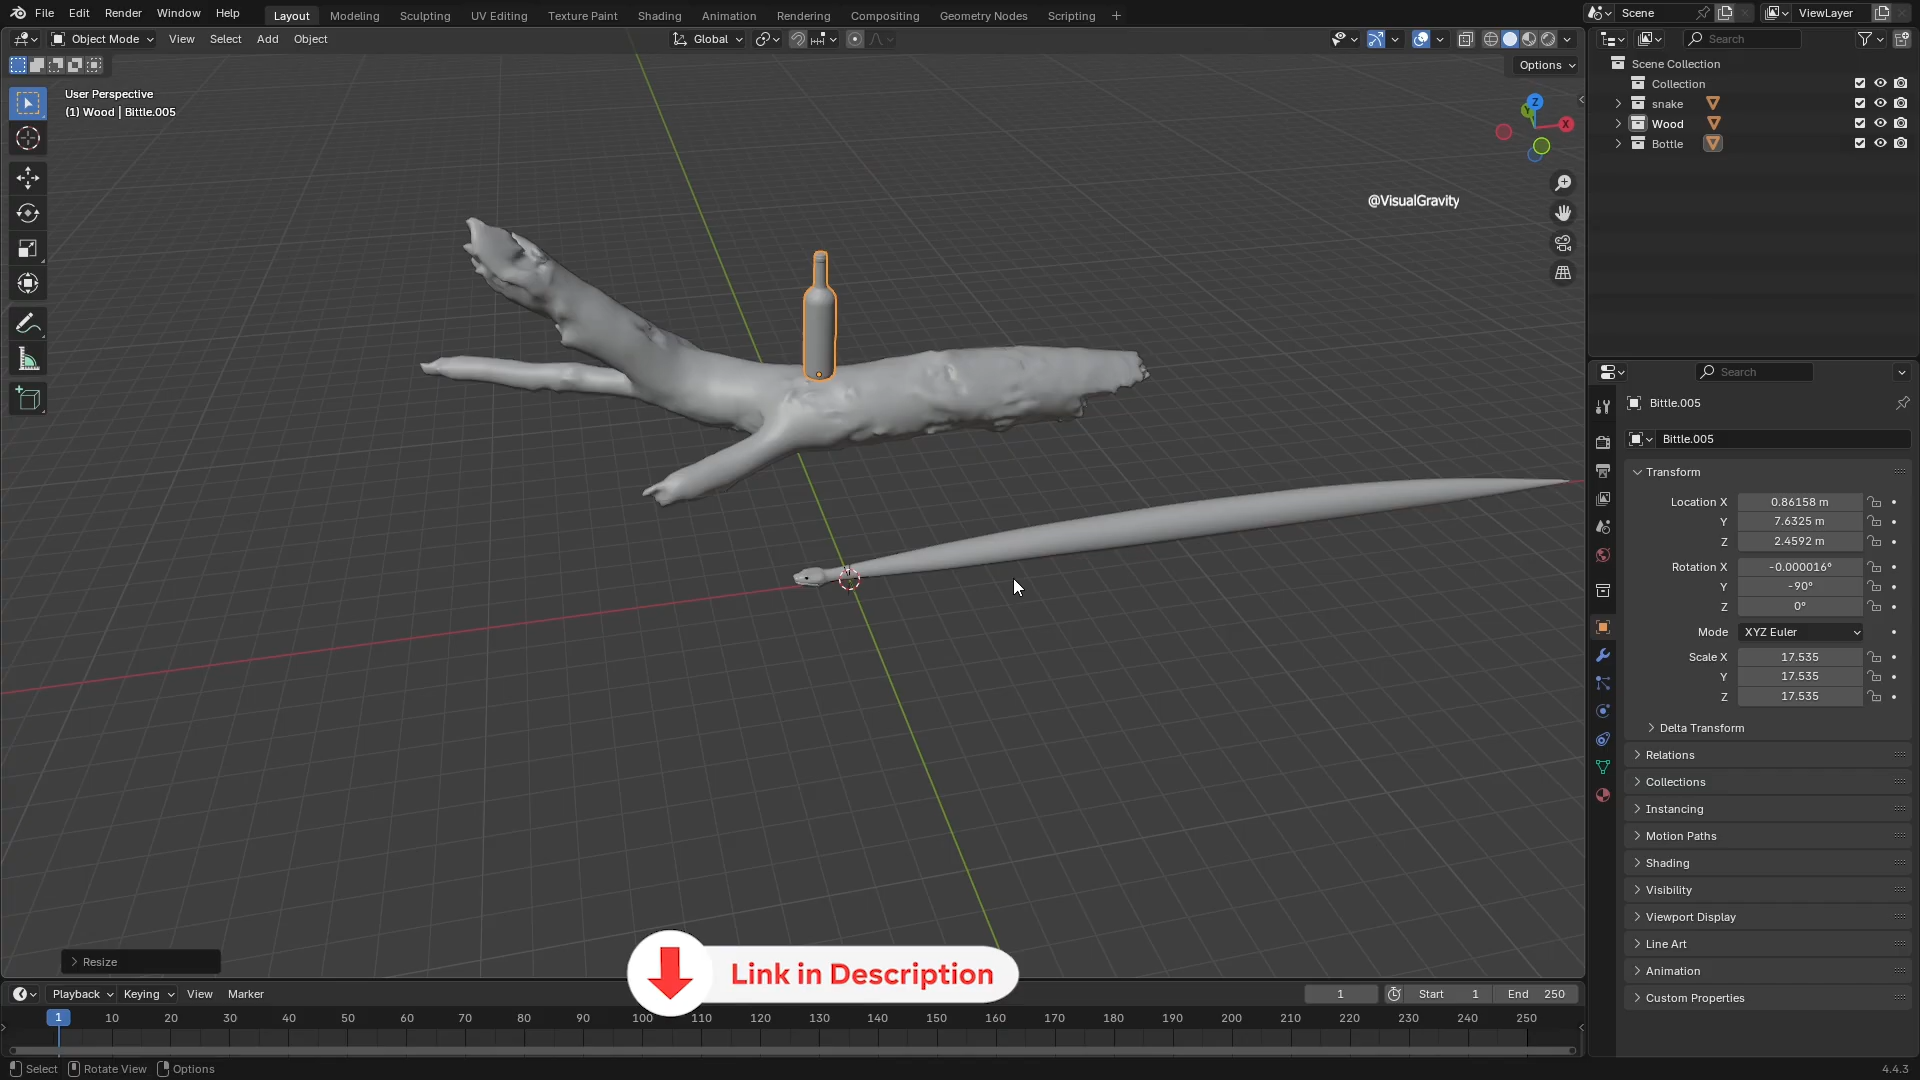 File Edit Render Window Help Layout Modeling Sculpting UV Editing Texture Paint Shading Animation Rendering Compositing Geometry Nodes Scripting + Scene ViewLayer
Object Mode View Select Add Object Global Search
Options
User Perspective
(1) Wood | Bittle.005
Scene Collection
Collection
snake
Wood
Bottle
Z
X
@VisualGravity
Search
Bittle.005
Bittle.005
Transform
Location X 0.86158 m
Y 7.6325 m
Z 2.4592 m
Rotation X -0.000016°
Y -90°
Z 0°
Mode XYZ Euler
Scale X 17.535
Y 17.535
Z 17.535
Delta Transform
Relations
Collections
Instancing
Motion Paths
Shading
Visibility
Viewport Display
Line Art
Animation
Custom Properties
Resize
Link in Description
Playback Keying View Marker 1 Start 1 End 250
1 10 20 30 40 50 60 70 80 90 100 110 120 130 140 150 160 170 180 190 200 210 220 230 240 250
Select Rotate View Options 4.4.3